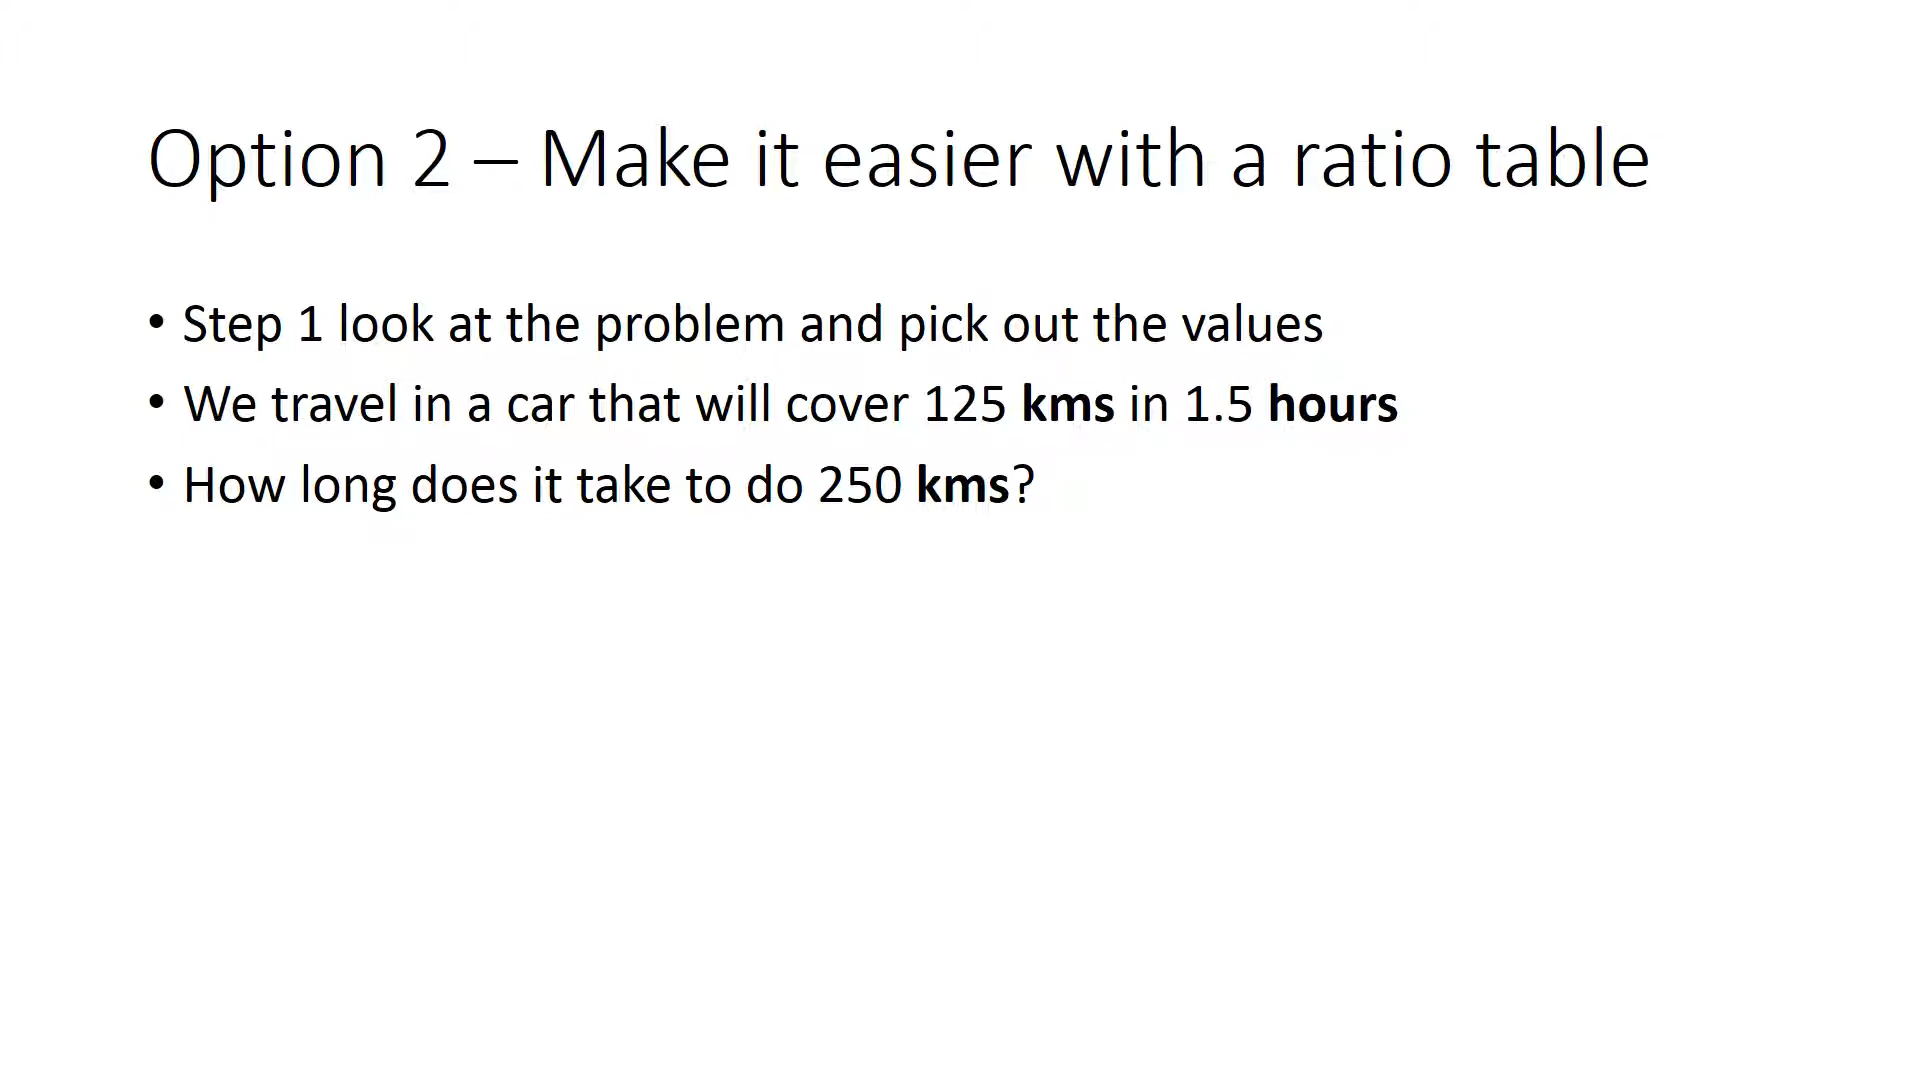 Option 2 – Make it easier with a ratio table
• Step 1 look at the problem and pick out the values
• We travel in a car that will cover 125 kms in 1.5 hours
• How long does it take to do 250 kms?